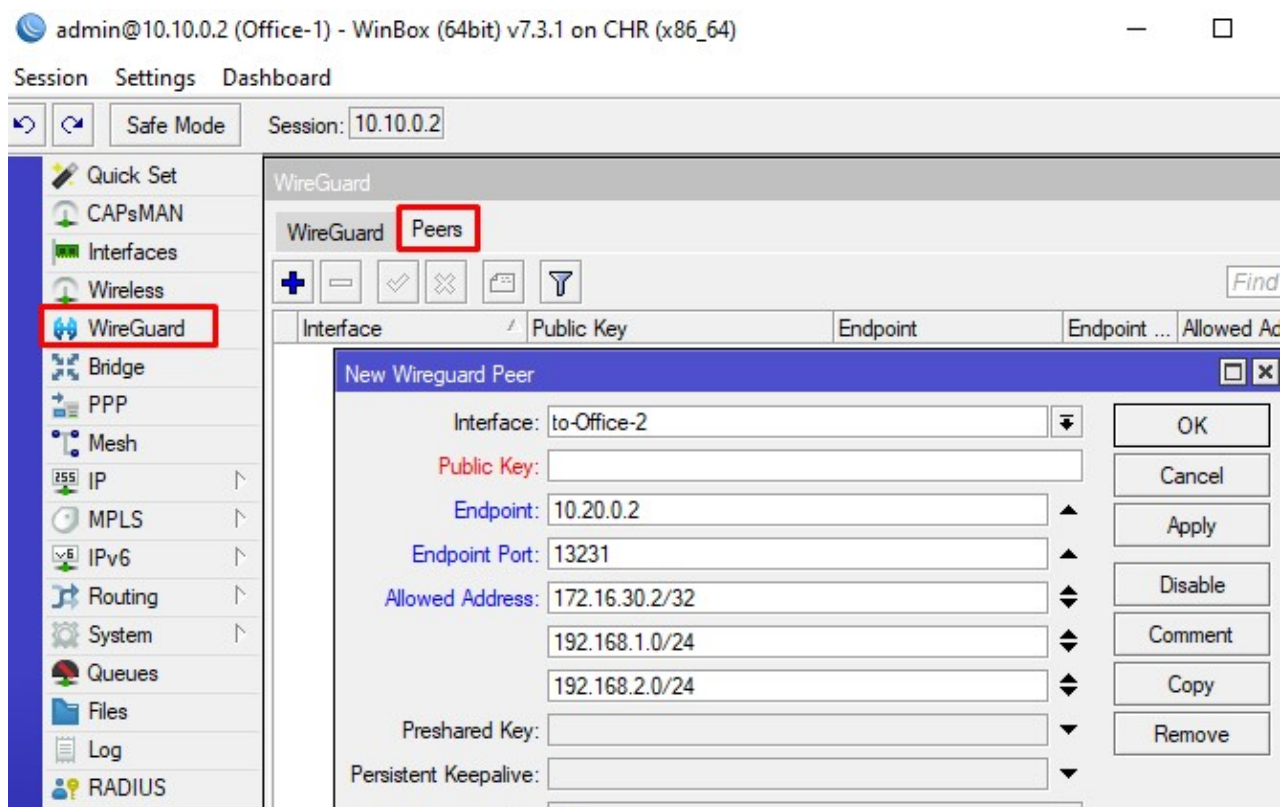 admin@10.10.0.2 (Office-1) - WinBox (64bit) v7.3.1 on CHR (x86_64)
Session Settings Dashboard
Safe Mode Session: 10.10.0.2
Quick Set
CAPsMAN
Interfaces
Wireless
WireGuard
Bridge
PPP
Mesh
255 IP
MPLS
v6 IPv6
Routing
System
Queues
Files
Log
RADIUS
WireGuard
WireGuard Peers
Find
Interface / Public Key Endpoint Endpoint ... Allowed Ad
New Wireguard Peer
Interface: to-Office-2
Public Key:
Endpoint: 10.20.0.2
Endpoint Port: 13231
Allowed Address: 172.16.30.2/32
192.168.1.0/24
192.168.2.0/24
Preshared Key:
Persistent Keepalive:
OK
Cancel
Apply
Disable
Comment
Copy
Remove